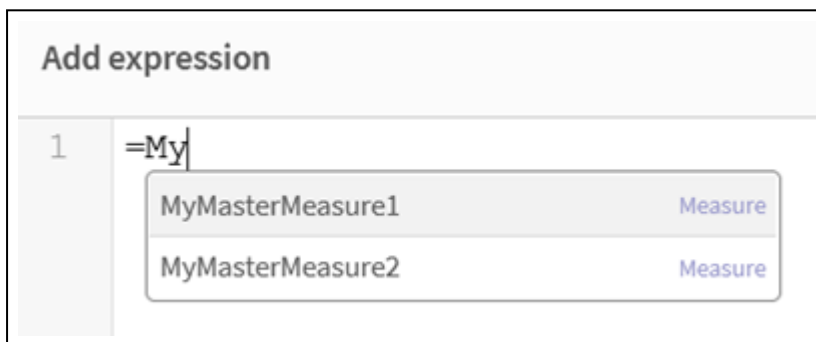 Add expression
1 =My
MyMasterMeasure1 Measure
MyMasterMeasure2 Measure